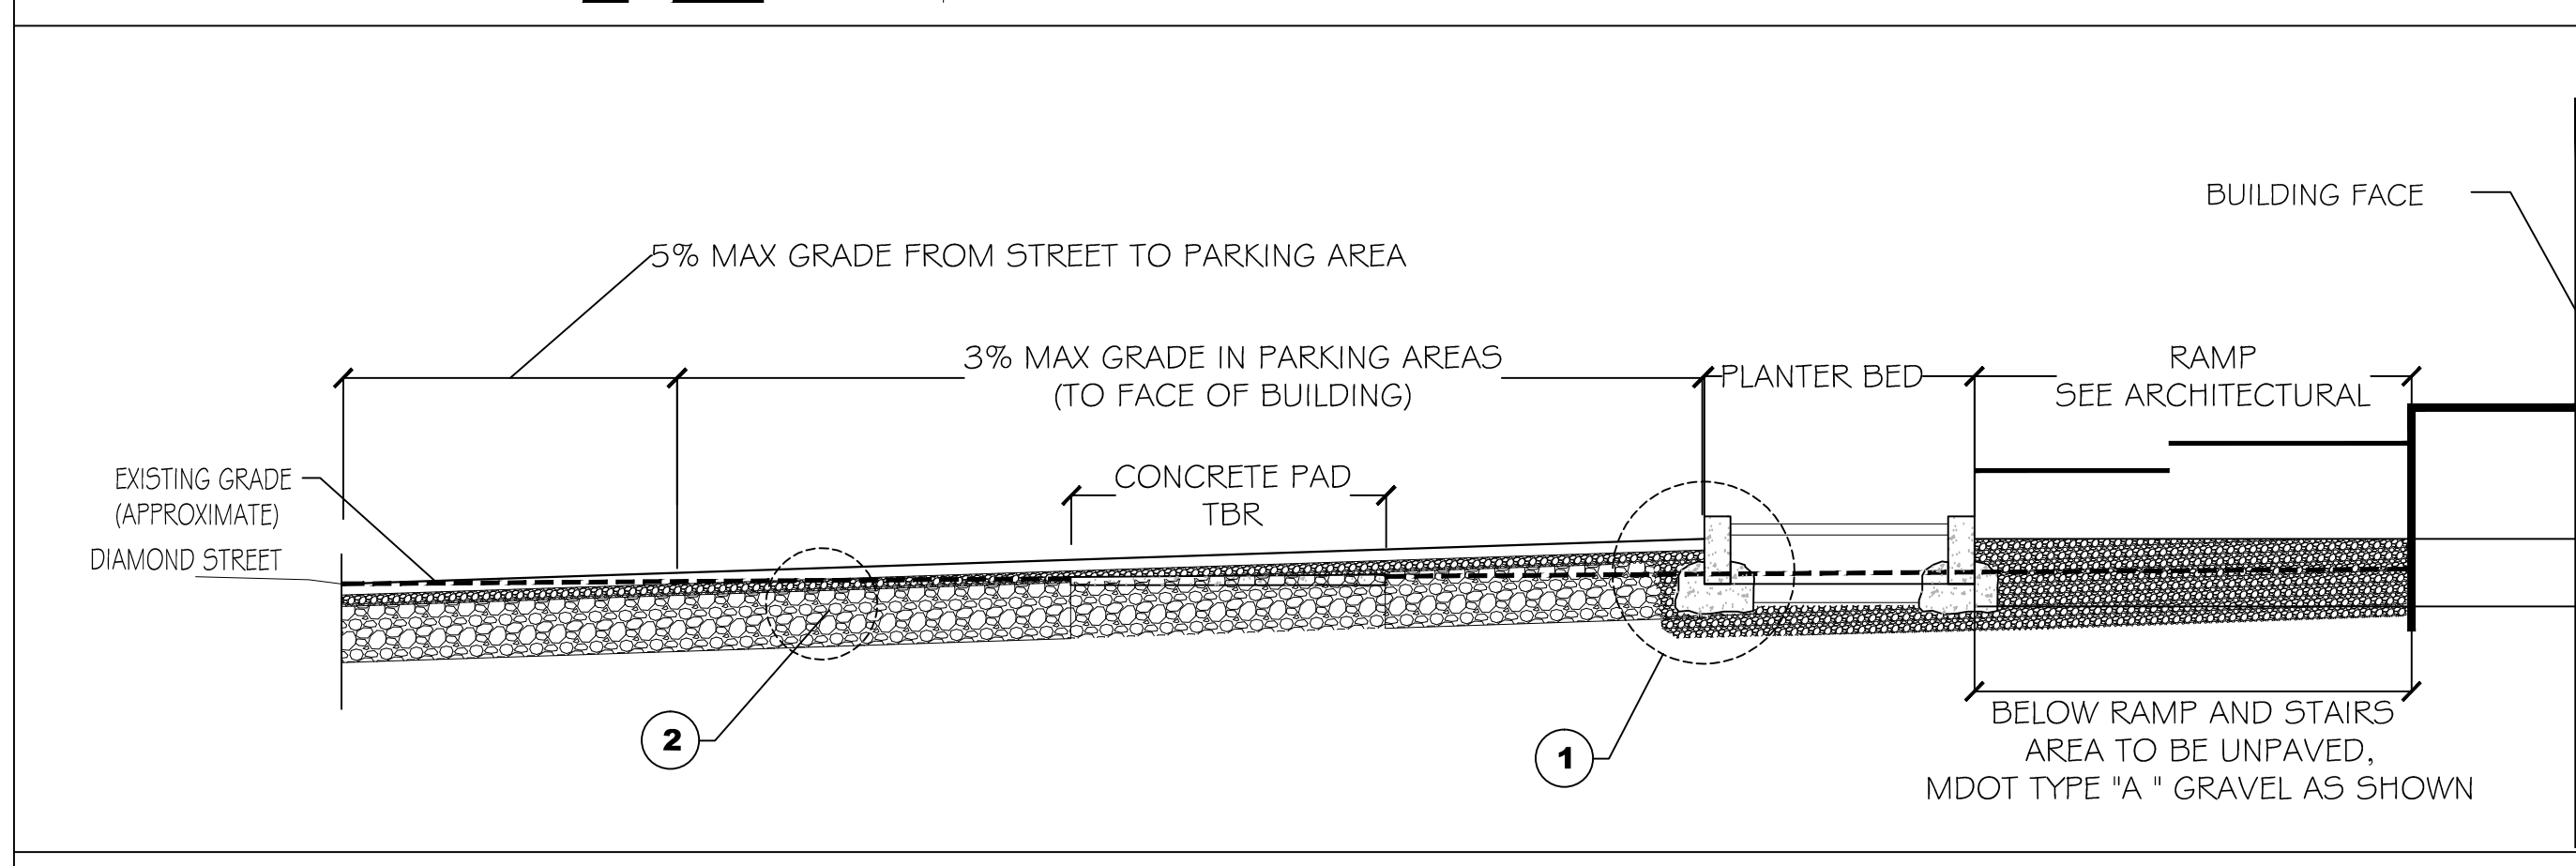 BUILDING FACE
5% MAX GRADE FROM STREET TO PARKING AREA
3% MAX GRADE IN PARKING AREAS
(TO FACE OF BUILDING)
PLANTER BED
RAMP
SEE ARCHITECTURAL
CONCRETE PAD
TBR
EXISTING GRADE
(APPROXIMATE)
DIAMOND STREET
2
1
BELOW RAMP AND STAIRS
AREA TO BE UNPAVED,
MDOT TYPE "A " GRAVEL AS SHOWN